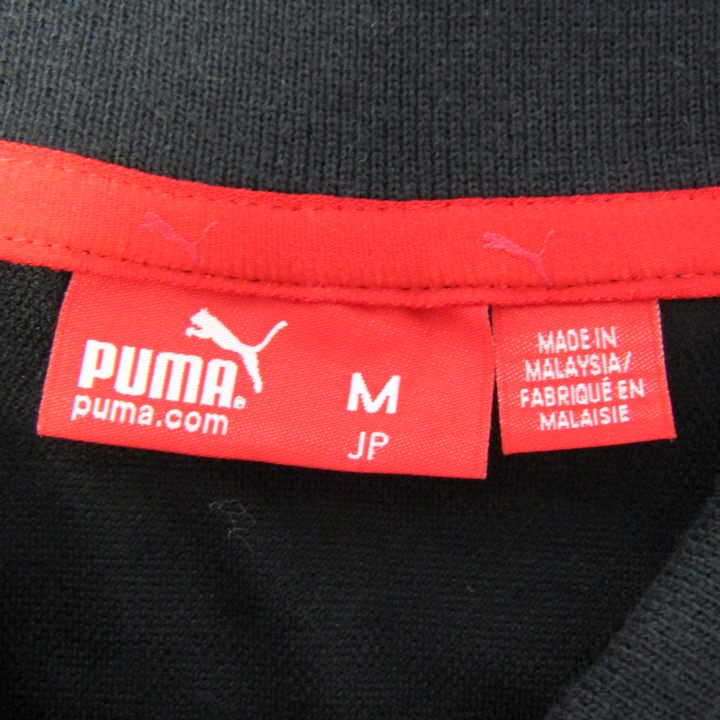 PUMA®
puma.com
M
JP
MADE IN
MALAYSIA/
FABRIQUÉ EN
MALAISIE